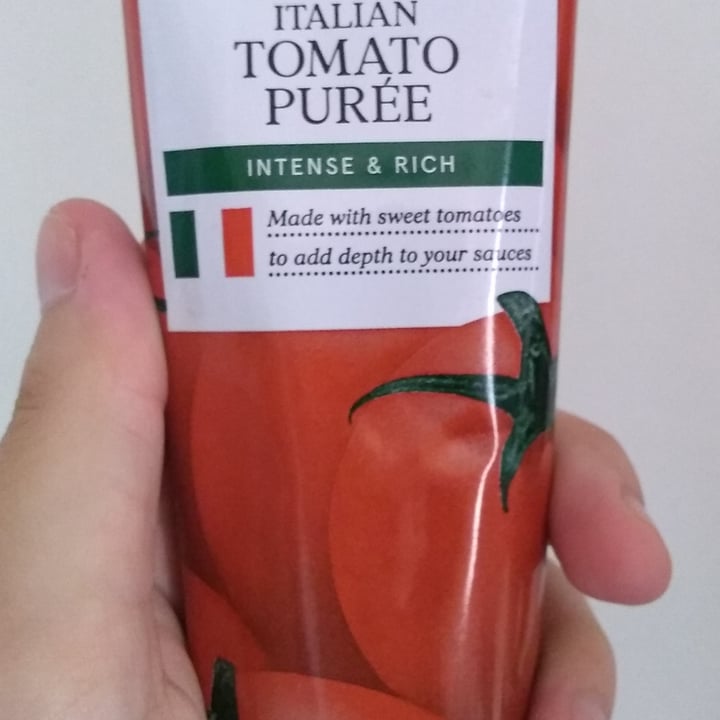 ITALIAN
TOMATO
PURÉE
INTENSE & RICH
Made with sweet tomatoes
to add depth to your sauces